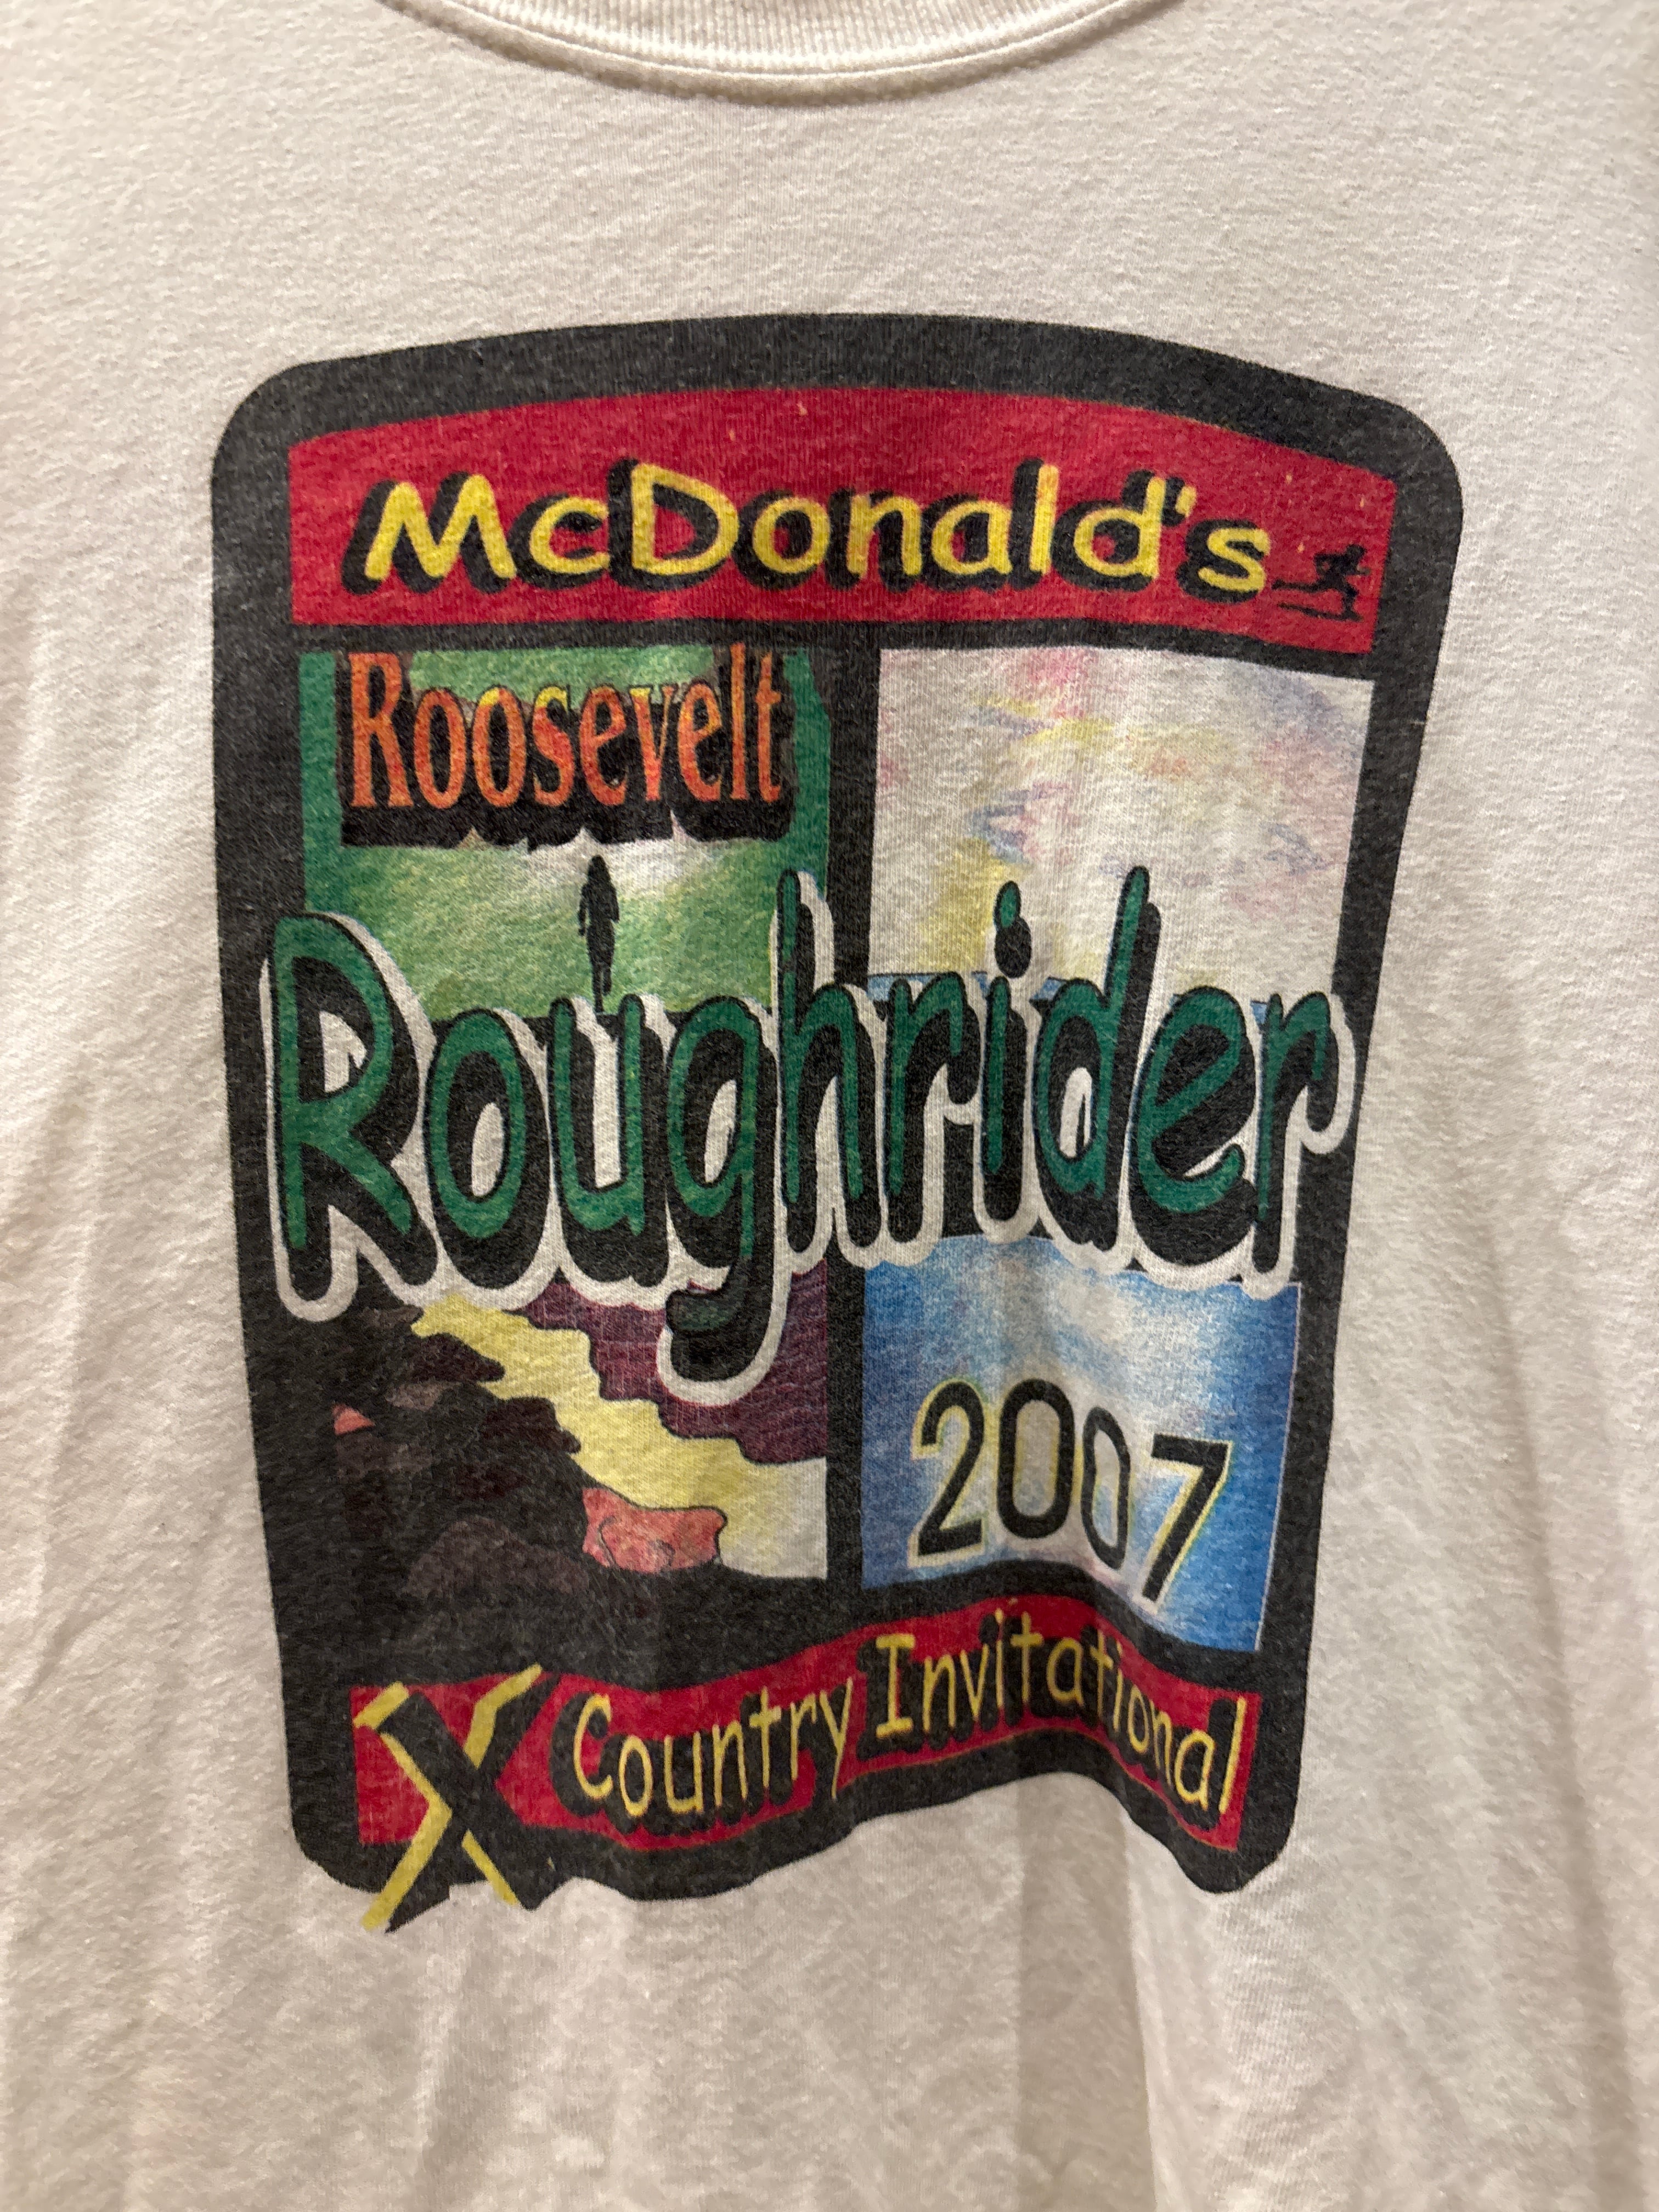 McDonald's
Roosevelt
Roughrider
2007
X Country Invitational